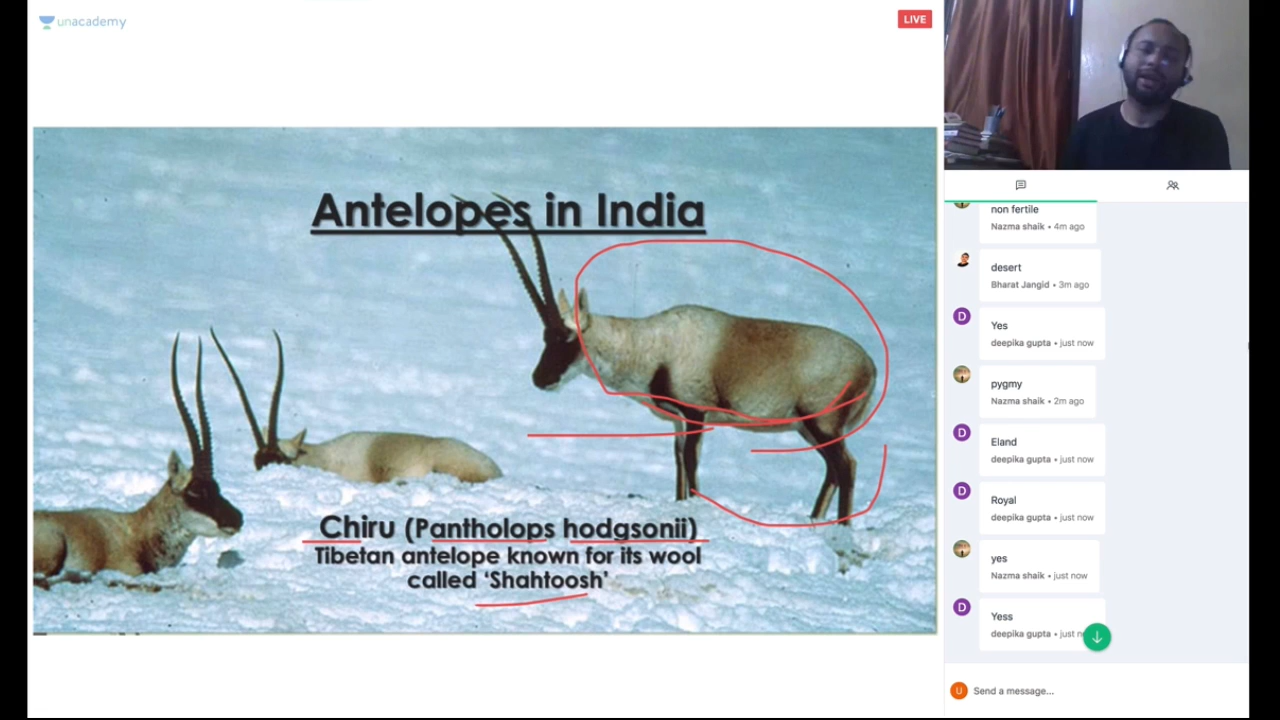 unacademy
LIVE
Antelopes in India
Chiru (Pantholops hodgsonii)
Tibetan antelope known for its wool
called ‘Shahtoosh’
non fertile
Nazma shaik • 4m ago
desert
Bharat Jangid • 3m ago
D
Yes
deepika gupta • just now
pygmy
Nazma shaik • 2m ago
D
Eland
deepika gupta • just now
D
Royal
deepika gupta • just now
yes
Nazma shaik • just now
D
Yess
deepika gupta • just
U
Send a message...